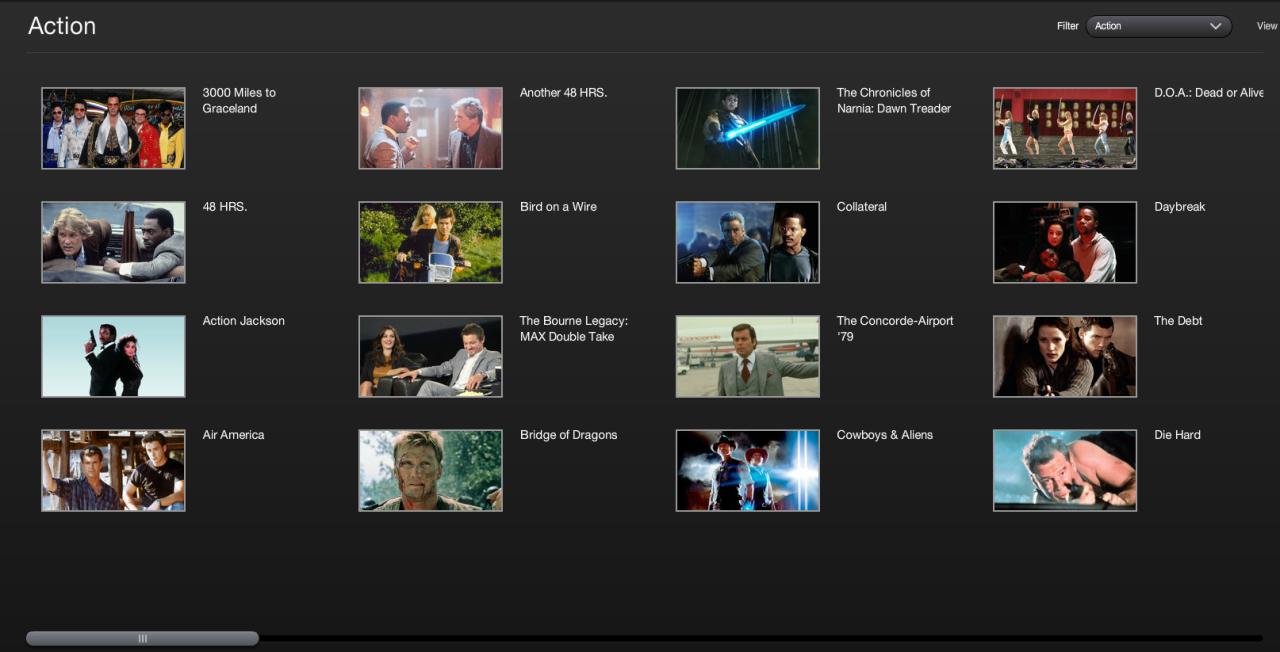 Action
Filter
Action
View
3000 Miles to
Graceland
Another 48 HRS.
The Chronicles of
Narnia: Dawn Treader
D.O.A.: Dead or Alive
48 HRS.
Bird on a Wire
Collateral
Daybreak
Action Jackson
The Bourne Legacy:
MAX Double Take
The Concorde-Airport
'79
The Debt
Air America
Bridge of Dragons
Cowboys & Aliens
Die Hard